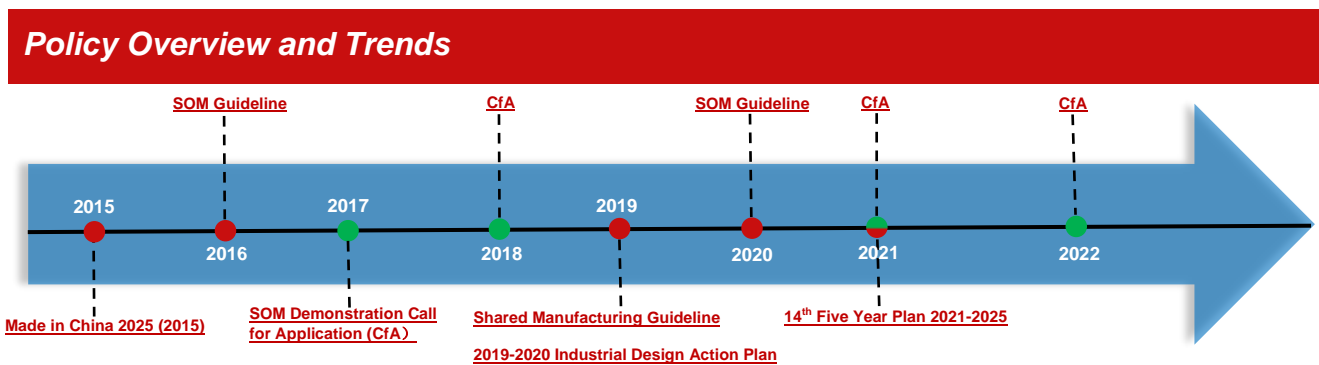 Policy Overview and Trends
SOM Guideline
CfA
SOM Guideline
CfA
CfA
2015
2017
2019
2016
2018
2020
2021
2022
Made in China 2025 (2015)
SOM Demonstration Call
for Application (CfA）
Shared Manufacturing Guideline
2019-2020 Industrial Design Action Plan
14th Five Year Plan 2021-2025